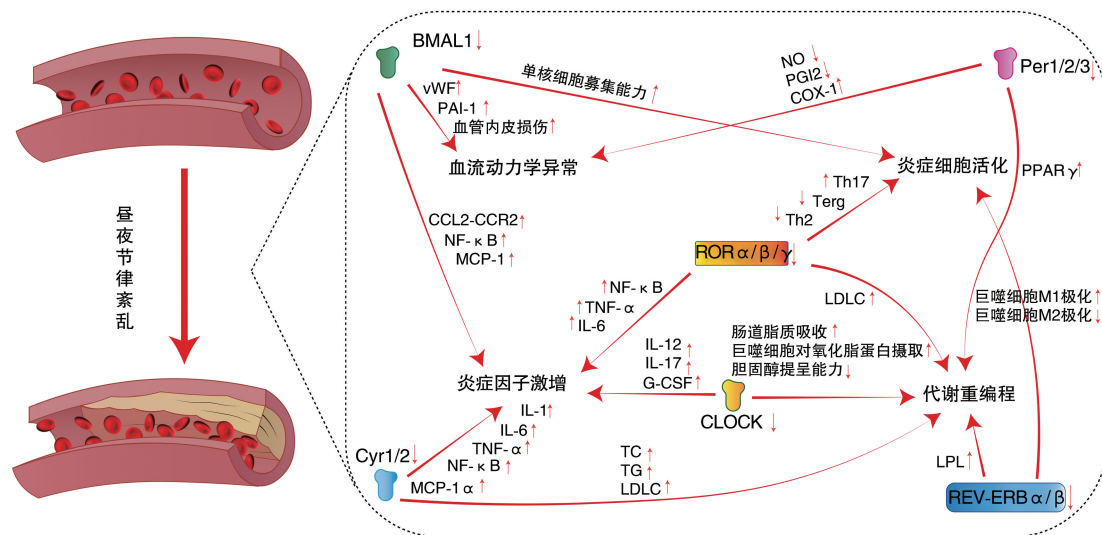 昼夜节律紊乱
BMAL1↓
vWF↑
PAI-1↑
血管内皮损伤↑
单核细胞募集能力↑
NO↓
PGI2↓
COX-1↑
Per1/2/3↓
血流动力学异常
炎症细胞活化
PPARγ↑
↑Th17
↓Terg
↓Th2
CCL2-CCR2↑
NF-κB↑
MCP-1↑
RORα/β/γ↓
↑NF-κB
↑TNF-α
↑IL-6
LDLC↑
巨噬细胞M1极化↑
巨噬细胞M2极化↓
肠道脂质吸收↑
巨噬细胞对氧化脂蛋白摄取↑
胆固醇提呈能力↓
IL-12↑
IL-17↑
G-CSF↑
炎症因子激增
代谢重编程
CLOCK↓
IL-1↑
IL-6↑
TNF-α↑
NF-κB↑
MCP-1α↑
Cyr1/2↓
TC↑
TG↑
LDLC↑
LPL↑
REV-ERBα/β↓